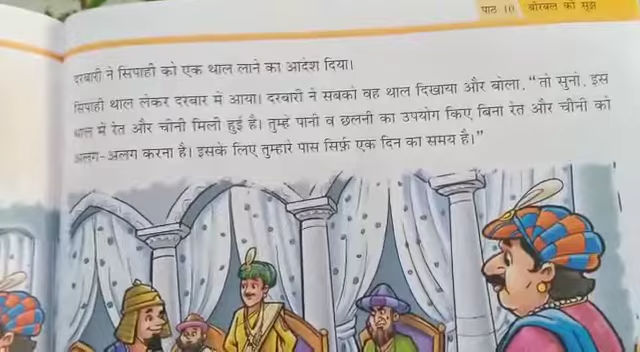 पाठ 10 बीरबल की सूझ
दरबारी ने सिपाही को एक थाल लाने का आदेश दिया।
सिपाही थाल लेकर दरबार में आया। दरबारी ने सबको वह थाल दिखाया और बोला, “तो सुनो, इस
थाल में रेत और चीनी मिली हुई है। तुम्हें पानी व छलनी का उपयोग किए बिना रेत और चीनी को
अलग-अलग करना है। इसके लिए तुम्हारे पास सिर्फ़ एक दिन का समय है।”